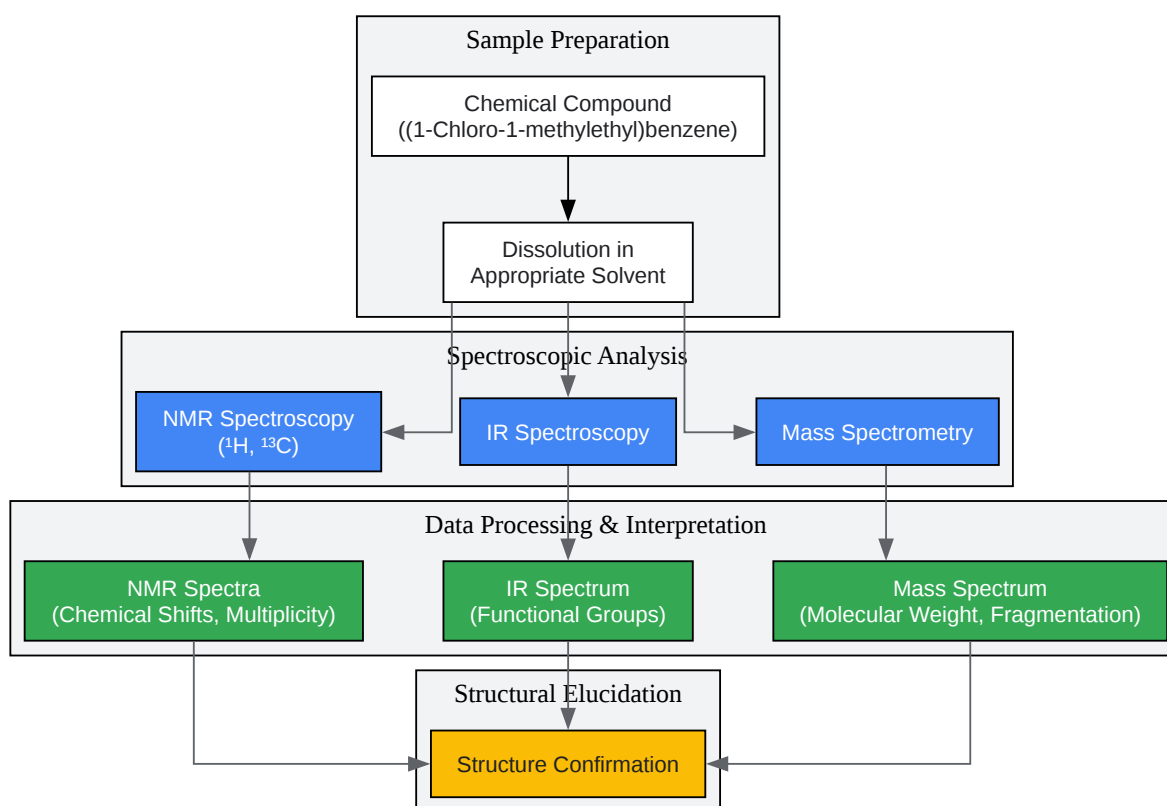 Sample Preparation
Chemical Compound
((1-Chloro-1-methylethyl)benzene)
Dissolution in
Appropriate Solvent
Spectroscopic Analysis
NMR Spectroscopy
(¹H, ¹³C)
IR Spectroscopy
Mass Spectrometry
Data Processing & Interpretation
NMR Spectra
(Chemical Shifts, Multiplicity)
IR Spectrum
(Functional Groups)
Mass Spectrum
(Molecular Weight, Fragmentation)
Structural Elucidation
Structure Confirmation